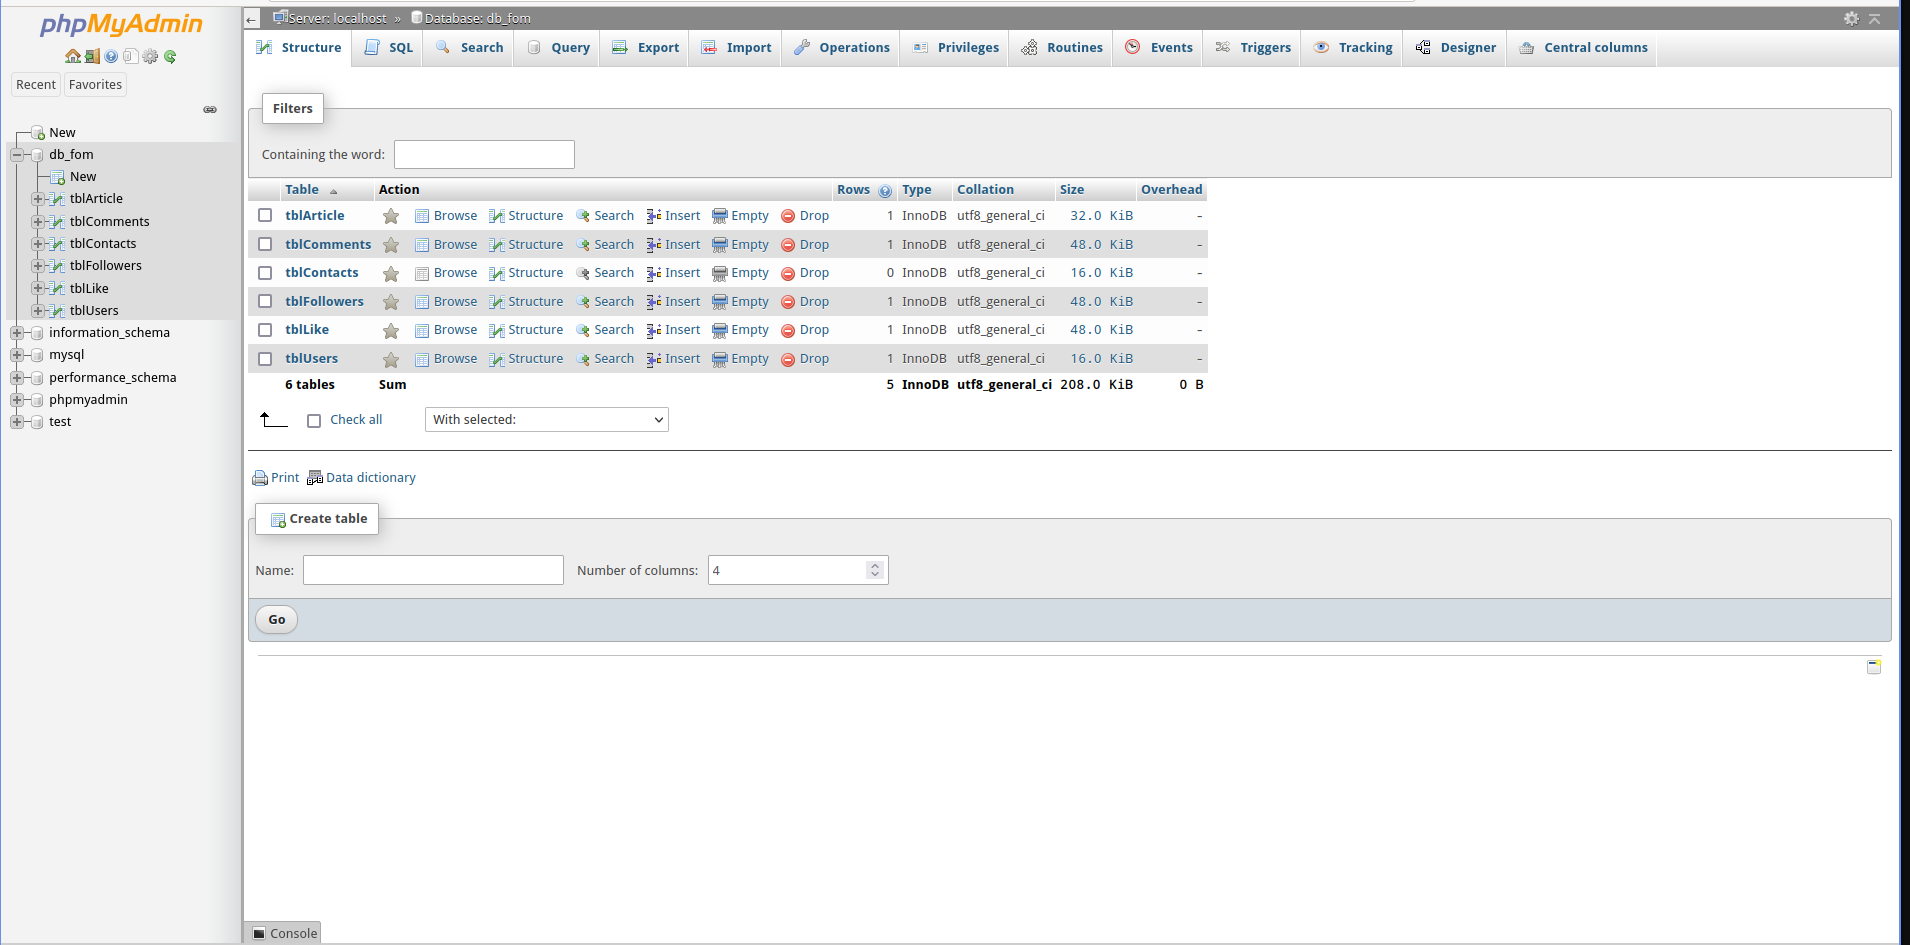 phpMyAdmin
Recent Favorites
New
db_fom
New
tblArticle
tblComments
tblContacts
tblFollowers
tblLike
tblUsers
information_schema
mysql
performance_schema
phpmyadmin
test
← Server: localhost » Database: db_fom
Structure SQL Search Query Export Import Operations Privileges Routines Events Triggers Tracking Designer Central columns
Filters
Containing the word:
Table Action Rows Type Collation Size Overhead
tblArticle Browse Structure Search Insert Empty Drop 1 InnoDB utf8_general_ci 32.0 KiB -
tblComments Browse Structure Search Insert Empty Drop 1 InnoDB utf8_general_ci 48.0 KiB -
tblContacts Browse Structure Search Insert Empty Drop 0 InnoDB utf8_general_ci 16.0 KiB -
tblFollowers Browse Structure Search Insert Empty Drop 1 InnoDB utf8_general_ci 48.0 KiB -
tblLike Browse Structure Search Insert Empty Drop 1 InnoDB utf8_general_ci 48.0 KiB -
tblUsers Browse Structure Search Insert Empty Drop 1 InnoDB utf8_general_ci 16.0 KiB -
6 tables Sum 5 InnoDB utf8_general_ci 208.0 KiB 0 B
Check all With selected:
Print Data dictionary
Create table
Name: Number of columns: 4
Go
Console